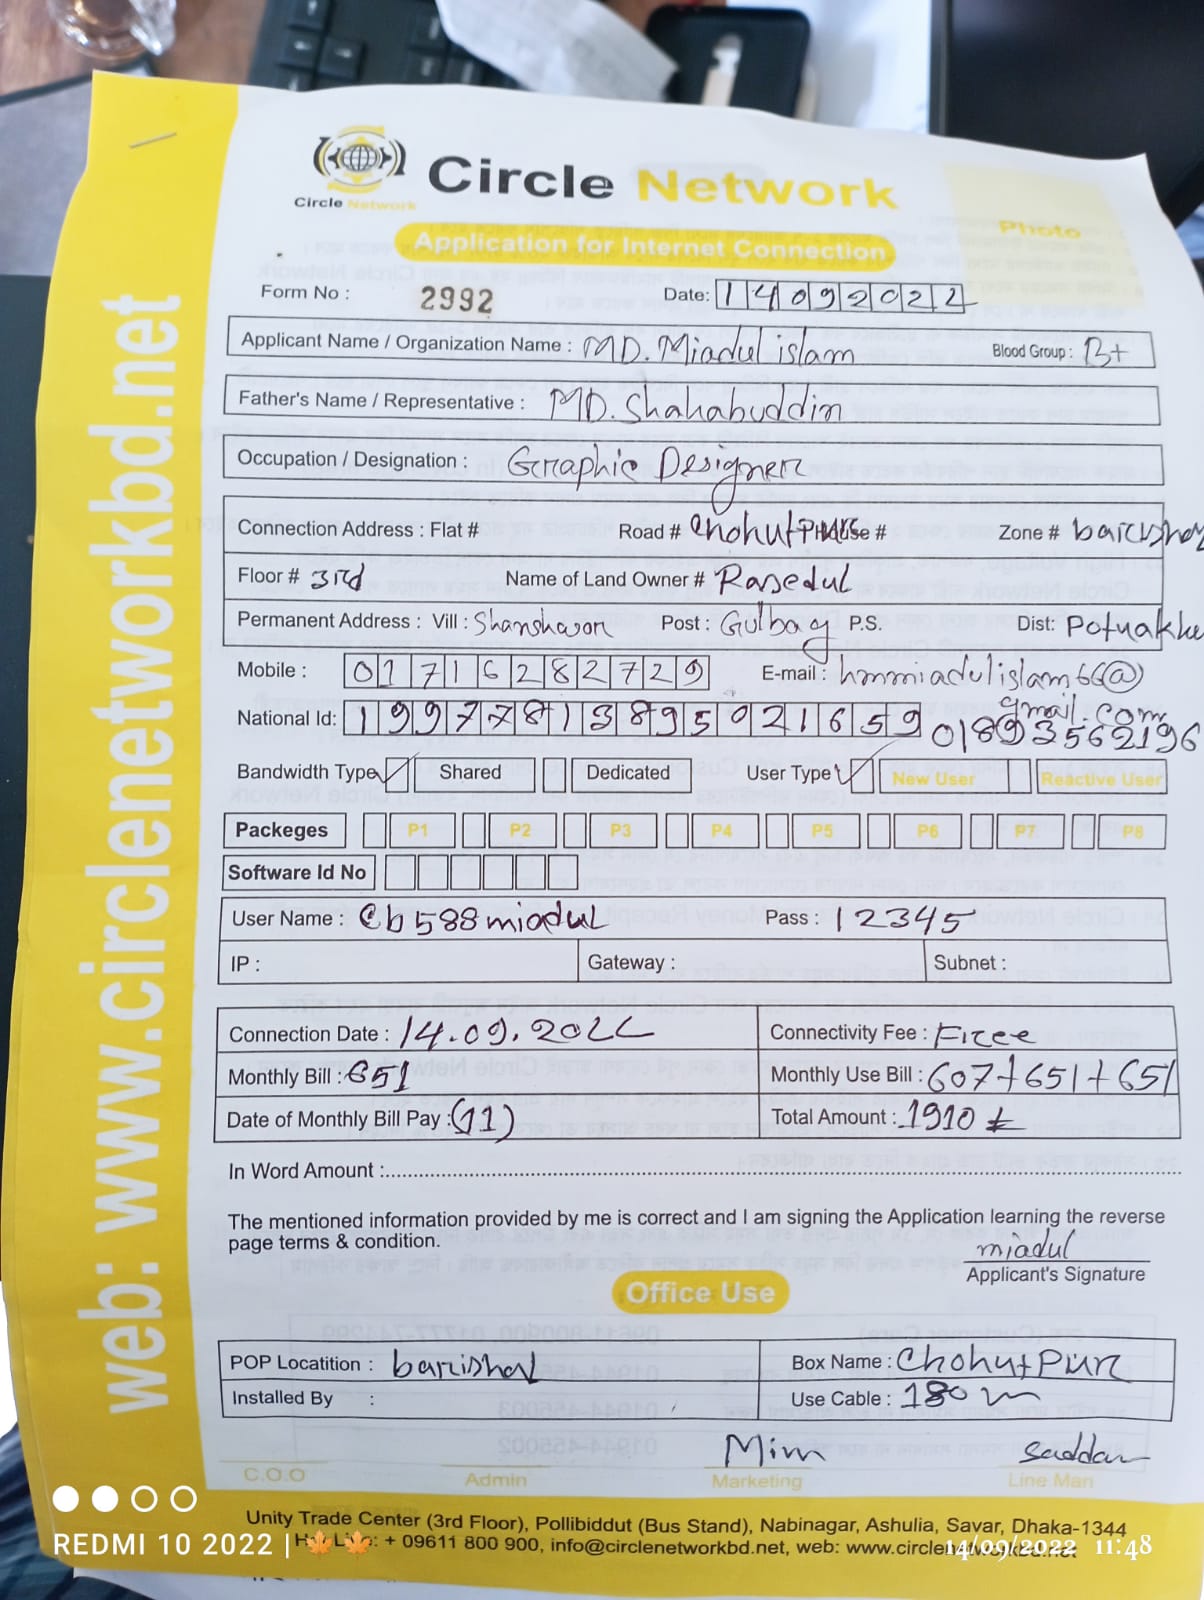 Circle Network
Circle Network
Photo
Application for Internet Connection
Form No : 2992 Date: 14092022
Applicant Name / Organization Name : MD. Miadul islam Blood Group : B+
Father's Name / Representative : MD. Shahabuddin
Occupation / Designation : Graphic Designer
Connection Address : Flat # Road # Chohutpur House # Zone # barishal
Floor # 3rd Name of Land Owner # Rasedul
Permanent Address : Vill : Post : Gulbag P.S. Dist: Potuakha
Mobile : 01716282729 E-mail : hmmiadulislam66@
gmail.com
National Id: 19977813895021659 01893562196
Bandwidth Type Shared Dedicated User Type New User Reactive User
Packeges P1 P2 P3 P4 P5 P6 P7 P8
Software Id No
User Name : cb588miadul Pass : 12345
IP : Gateway : Subnet :
Connection Date : 14.09.2022 Connectivity Fee : Free
Monthly Bill : 651 Monthly Use Bill : 607+651+651
Date of Monthly Bill Pay : (11) Total Amount : 1910
In Word Amount :
The mentioned information provided by me is correct and I am signing the Application learning the reverse
page terms & condition.
miadul
Applicant's Signature
Office Use
POP Locatition : barishal Box Name : Chohutpur
Installed By : Use Cable : 180 m
Mim saddam
C.O.O Admin Marketing Line Man
Unity Trade Center (3rd Floor), Pollibiddut (Bus Stand), Nabinagar, Ashulia, Savar, Dhaka-1344
: + 09611 800 900, info@circlenetworkbd.net, web: www.circlenetworkbd.net
web: www.circlenetworkbd.net
REDMI 10 2022 |
14/09/2022 11:48